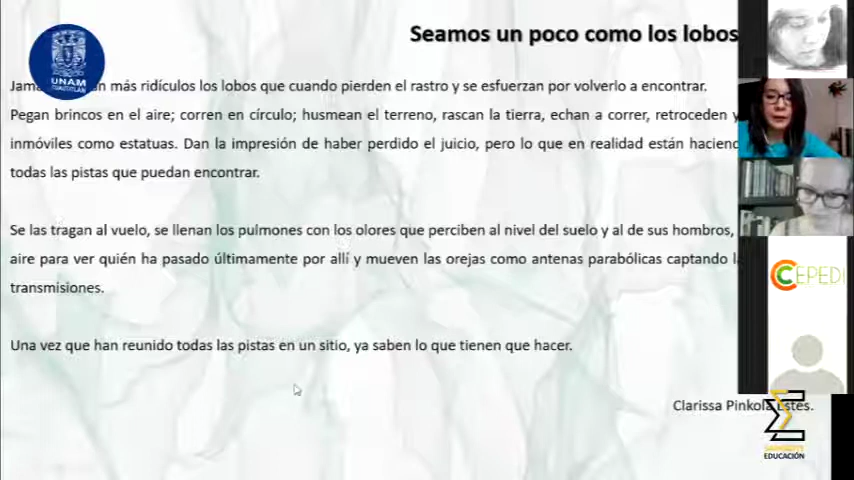 Seamos un poco como los lobos
UNAM
CUAUTITLÁN
más ridículos los lobos que cuando pierden el rastro y se esfuerzan por volverlo a encontrar.
Pegan brincos en el aire; corren en círculo; husmean el terreno, rascan la tierra, echan a correr, retroceden y
inmóviles como estatuas. Dan la impresión de haber perdido el juicio, pero lo que en realidad están haciend
todas las pistas que puedan encontrar.
Se las tragan al vuelo, se llenan los pulmones con los olores que perciben al nivel del suelo y al de sus hombros,
aire para ver quién ha pasado últimamente por allí y mueven las orejas como antenas parabólicas captando
transmisiones.
Una vez que han reunido todas las pistas en un sitio, ya saben lo que tienen que hacer.
CEPEDI
Clarissa Pinkola Estes.
EDUCACIÓN